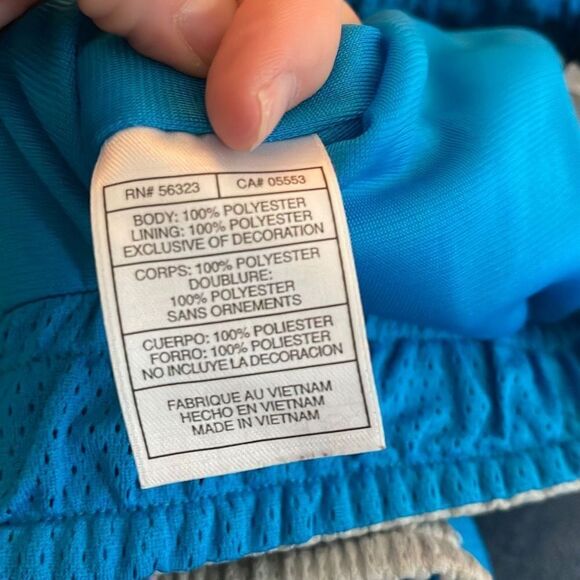 RN# 56323 CA# 05553
BODY: 100% POLYESTER
LINING: 100% POLYESTER
EXCLUSIVE OF DECORATION
CORPS: 100% POLYESTER
DOUBLURE:
100% POLYESTER
SANS ORNEMENTS
CUERPO: 100% POLIESTER
FORRO: 100% POLIESTER
NO INCLUYE LA DECORACION
FABRIQUE AU VIETNAM
HECHO EN VIETNAM
MADE IN VIETNAM